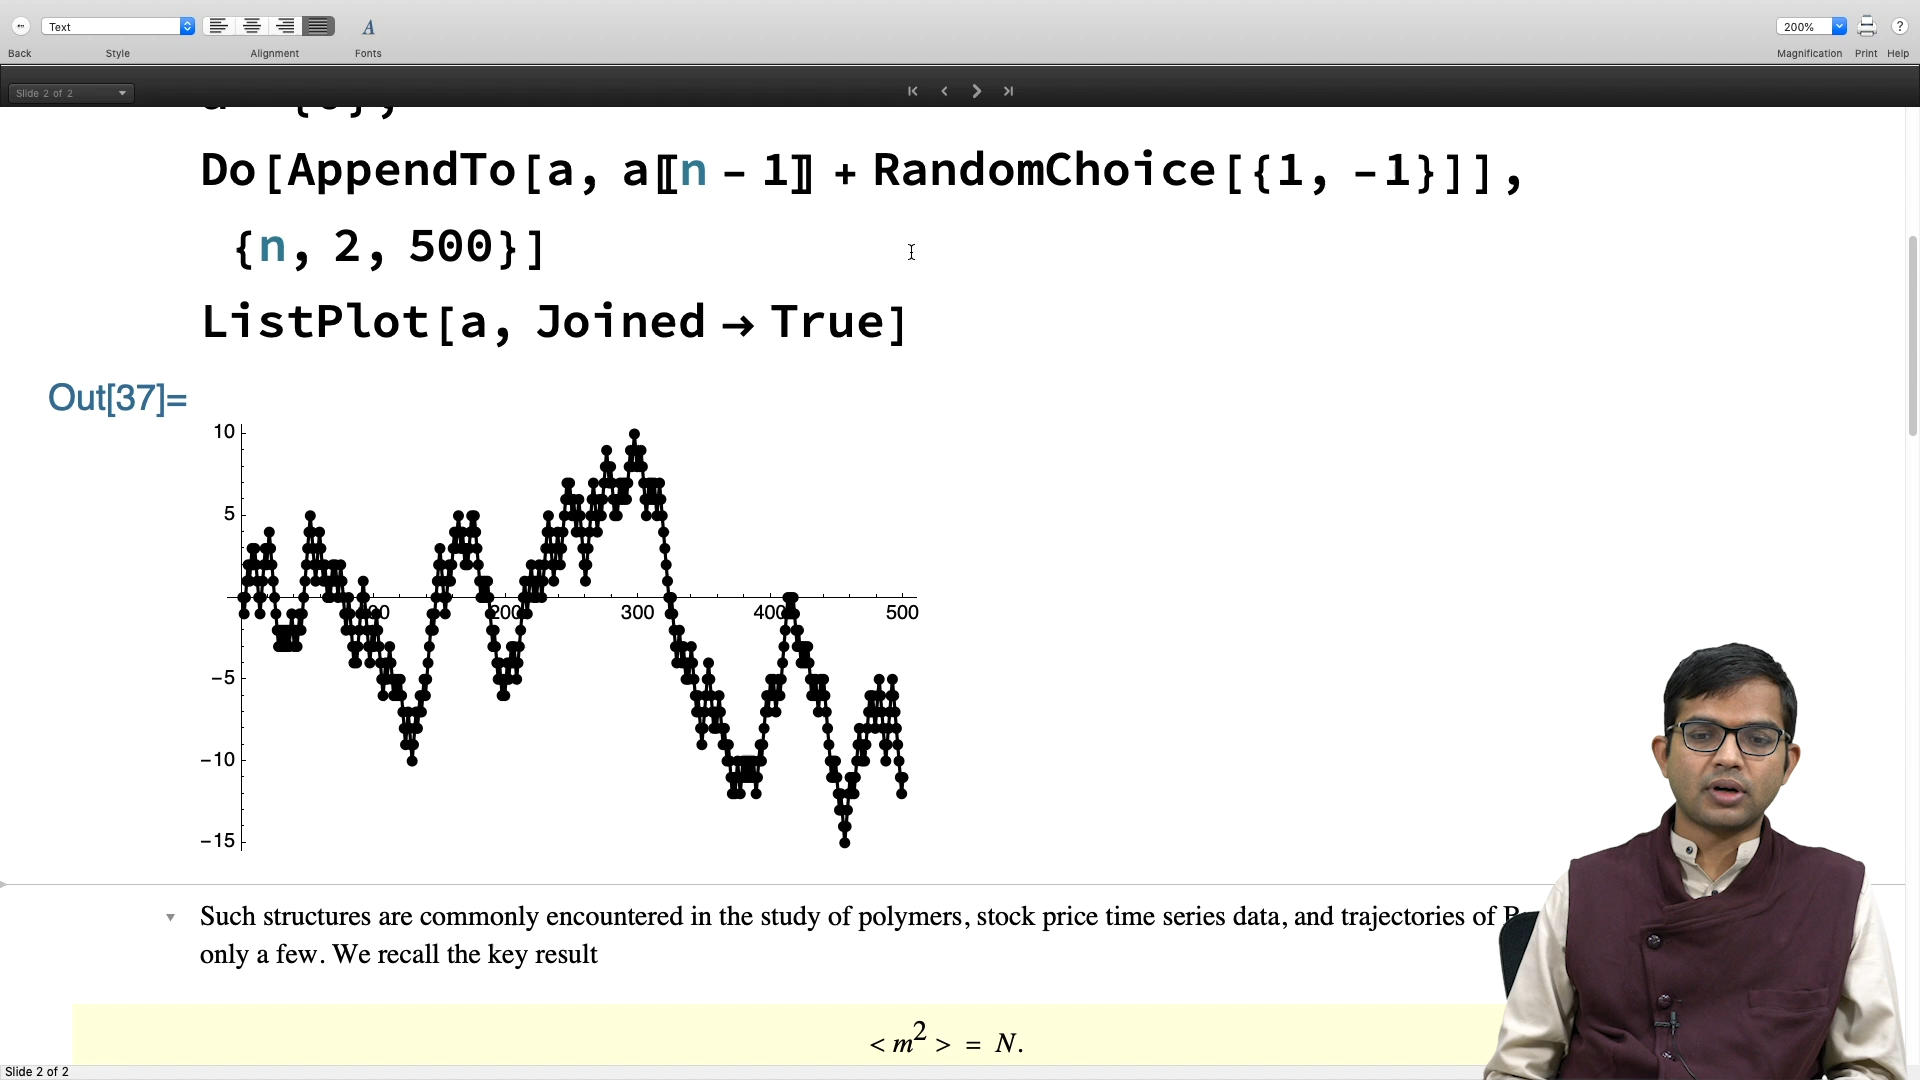 Text
200%
Back
Style
Alignment
Fonts
Magnification
Print
Help
Slide 2 of 2
Do[AppendTo[a, a[[n - 1]] + RandomChoice[{1, -1}]],
{n, 2, 500}]
ListPlot[a, Joined → True]
Out[37]=
10
5
200
300
400
500
-5
-10
-15
Such structures are commonly encountered in the study of polymers, stock price time series data, and trajectories of
only a few. We recall the key result
< m² > = N.
Slide 2 of 2